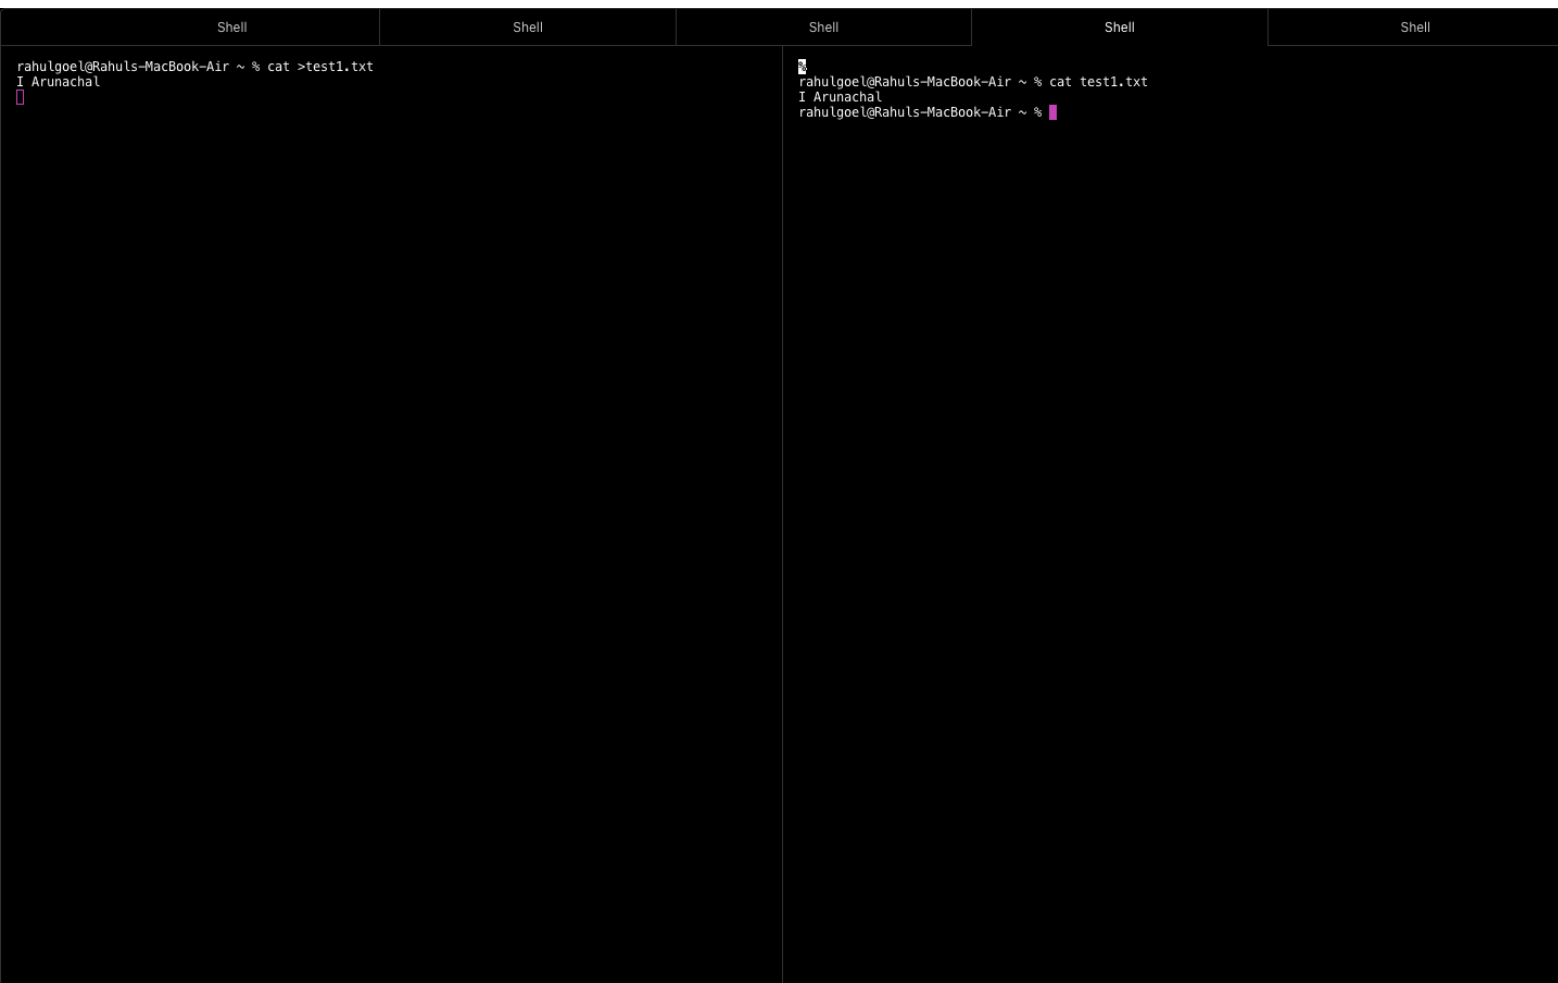 Shell
Shell
Shell
Shell
Shell
rahulgoel@Rahuls-MacBook-Air ~ % cat >test1.txt
I Arunachal
%
rahulgoel@Rahuls-MacBook-Air ~ % cat test1.txt
I Arunachal
rahulgoel@Rahuls-MacBook-Air ~ %